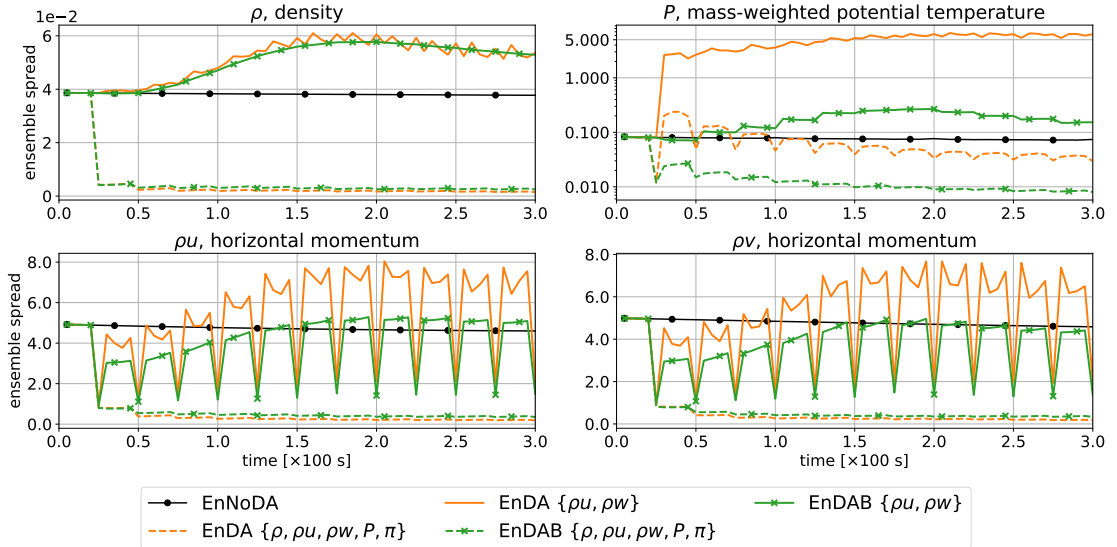 ρ, density
P, mass-weighted potential temperature
1e−2
6
4
2
0
ensemble spread
0.0 0.5 1.0 1.5 2.0 2.5 3.0
5.000
1.000
0.100
0.010
0.0 0.5 1.0 1.5 2.0 2.5 3.0
ρu, horizontal momentum
ρv, horizontal momentum
8.0
6.0
4.0
2.0
0.0
ensemble spread
0.0 0.5 1.0 1.5 2.0 2.5 3.0
time [×100 s]
8.0
6.0
4.0
2.0
0.0
0.0 0.5 1.0 1.5 2.0 2.5 3.0
time [×100 s]
EnNoDA
EnDA {ρu, ρw}
EnDAB {ρu, ρw}
EnDA {ρ, ρu, ρw, P, π}
EnDAB {ρ, ρu, ρw, P, π}